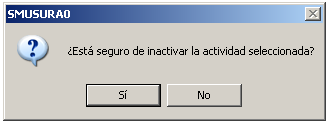 SMUSURA0
¿Está seguro de inactivar la actividad seleccionada?
Sí
No